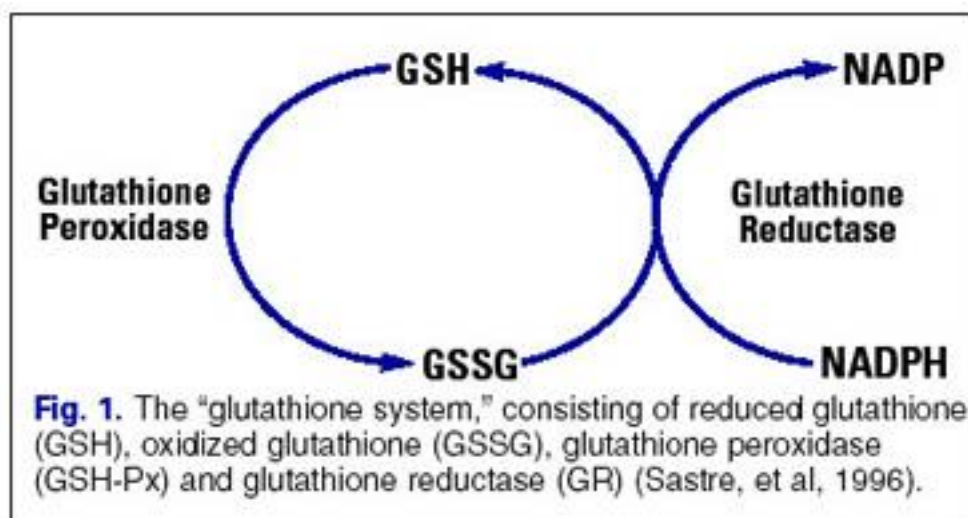 GSH
NADP
Glutathione
Peroxidase
Glutathione
Reductase
GSSG
NADPH
Fig. 1. The “glutathione system,” consisting of reduced glutathione
(GSH), oxidized glutathione (GSSG), glutathione peroxidase
(GSH-Px) and glutathione reductase (GR) (Sastre, et al, 1996).